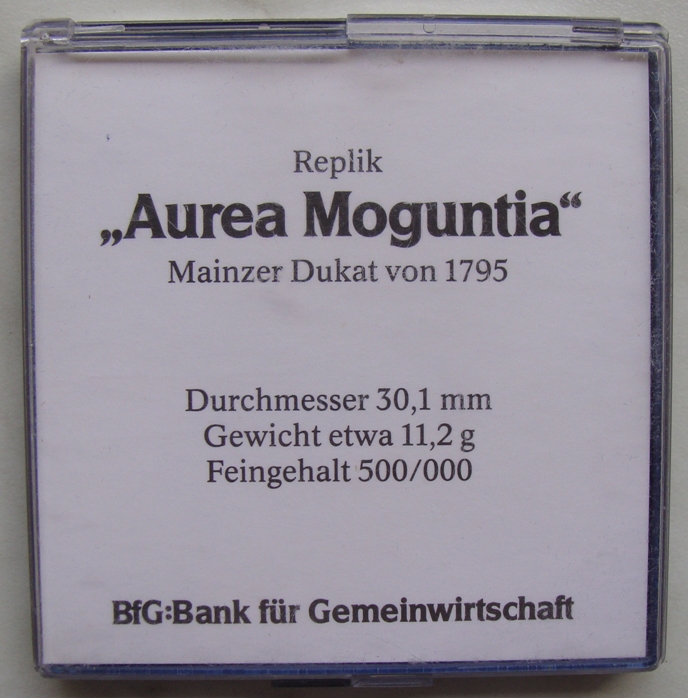 Replik
„Aurea Moguntia“
Mainzer Dukat von 1795
Durchmesser 30,1 mm
Gewicht etwa 11,2 g
Feingehalt 500/000
BfG:Bank für Gemeinwirtschaft